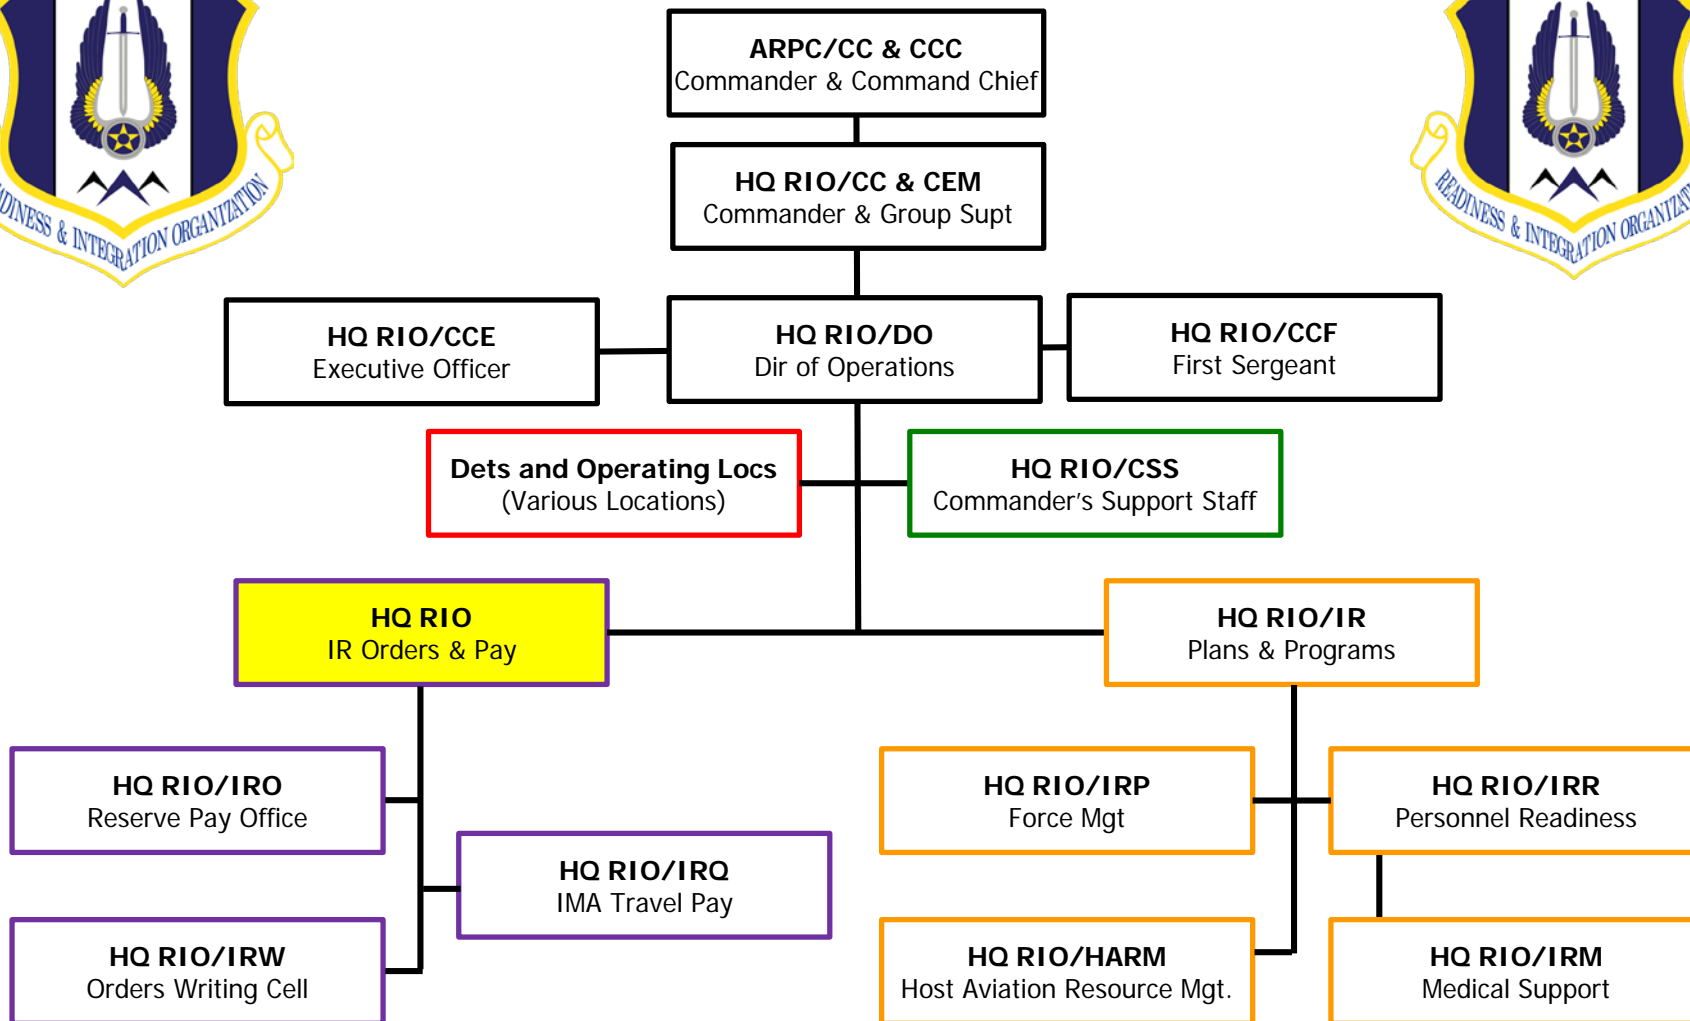 ARPC/CC & CCC
Commander & Command Chief
HQ RIO/CC & CEM
Commander & Group Supt
READINESS & INTEGRATION ORGANIZATION
HQ RIO/CCE
Executive Officer
HQ RIO/DO
Dir of Operations
HQ RIO/CCF
First Sergeant
Dets and Operating Locs
(Various Locations)
HQ RIO/CSS
Commander's Support Staff
HQ RIO
IR Orders & Pay
HQ RIO/IR
Plans & Programs
HQ RIO/IRO
Reserve Pay Office
HQ RIO/IRQ
IMA Travel Pay
HQ RIO/IRW
Orders Writing Cell
HQ RIO/IRP
Force Mgt
HQ RIO/IRR
Personnel Readiness
HQ RIO/HARM
Host Aviation Resource Mgt.
HQ RIO/IRM
Medical Support